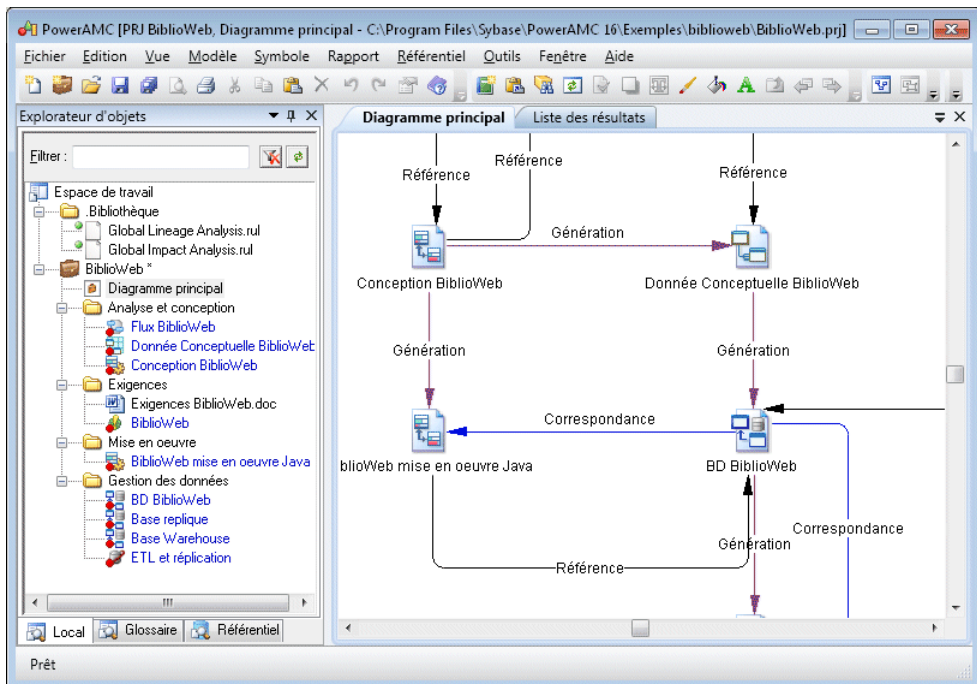 PowerAMC [PRJ BiblioWeb, Diagramme principal - C:\Program Files\Sybase\PowerAMC 16\Exemples\biblioweb\BiblioWeb.prj]
Fichier Edition Vue Modèle Symbole Rapport Référentiel Outils Fenêtre Aide
Explorateur d'objets
Filtrer :
Espace de travail
.Bibliothèque
Global Lineage Analysis.rul
Global Impact Analysis.rul
BiblioWeb *
Diagramme principal
Analyse et conception
Flux BiblioWeb
Donnée Conceptuelle BiblioWeb
Conception BiblioWeb
Exigences
Exigences BiblioWeb.doc
BiblioWeb
Mise en oeuvre
BiblioWeb mise en oeuvre Java
Gestion des données
BD BiblioWeb
Base replique
Base Warehouse
ETL et réplication
Local Glossaire Référentiel
Diagramme principal Liste des résultats
Référence
Référence
Référence
Génération
Conception BiblioWeb
Donnée Conceptuelle BiblioWeb
Génération
Génération
Correspondance
blioWeb mise en oeuvre Java
BD BiblioWeb
Correspondance
Génération
Référence
Prêt